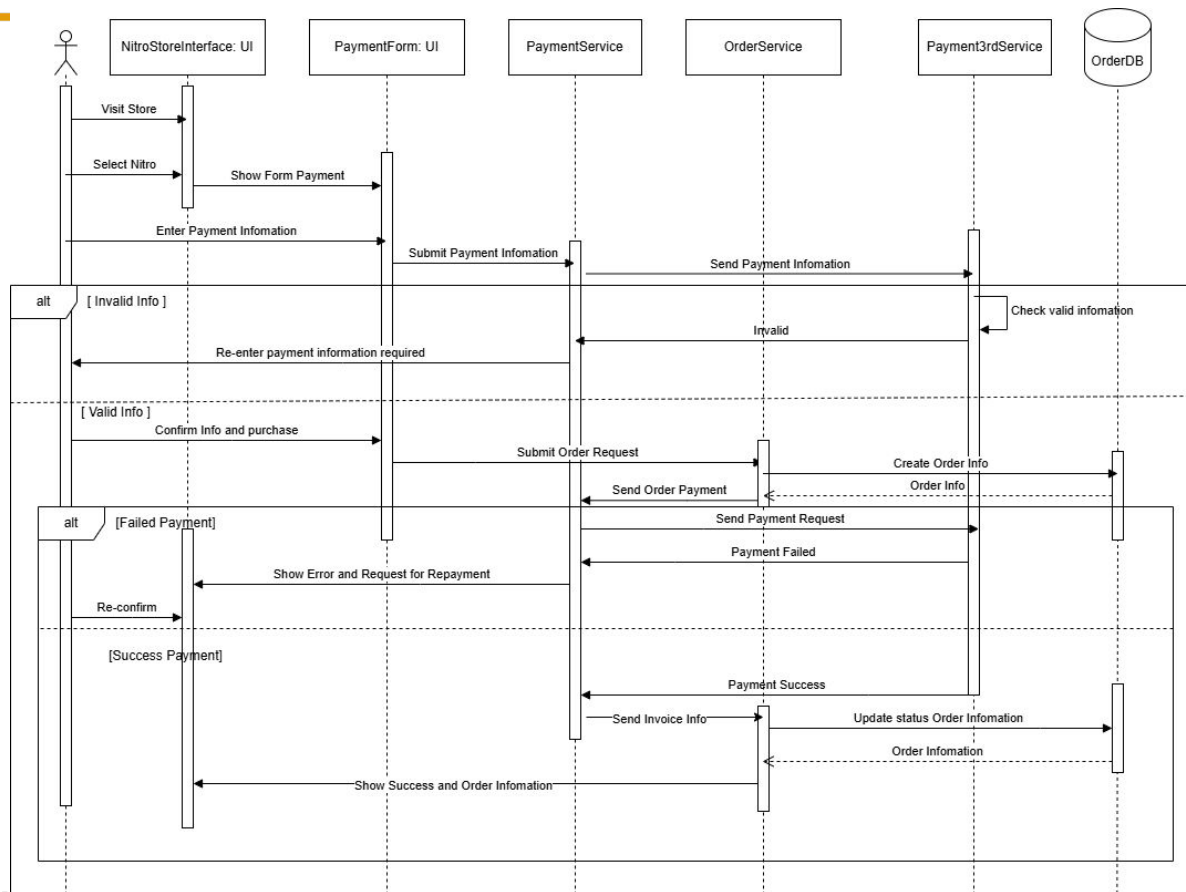 NitroStoreInterface: UI
PaymentForm: UI
PaymentService
OrderService
Payment3rdService
OrderDB
Visit Store
Select Nitro
Show Form Payment
Enter Payment Infomation
Submit Payment Infomation
Send Payment Infomation
alt
[ Invalid Info ]
Check valid infomation
Invalid
Re-enter payment information required
[ Valid Info ]
Confirm Info and purchase
Submit Order Request
Create Order Info
Order Info
Send Order Payment
alt
[Failed Payment]
Send Payment Request
Payment Failed
Show Error and Request for Repayment
Re-confirm
[Success Payment]
Payment Success
Send Invoice Info
Update status Order Infomation
Order Infomation
Show Success and Order Infomation